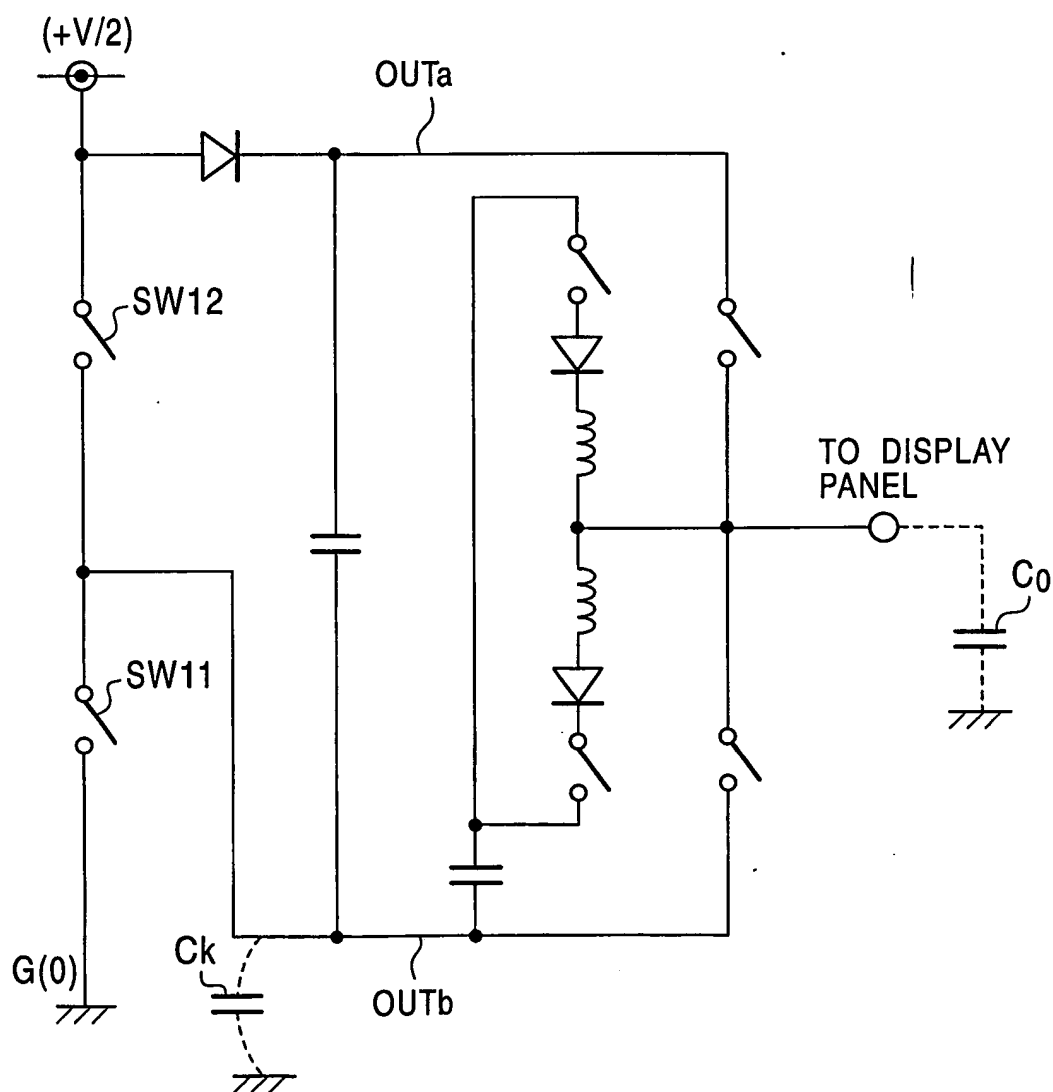 (+V/2)
OUTa
SW12
TO DISPLAY
PANEL
C0
SW11
Ck
G(0)
OUTb